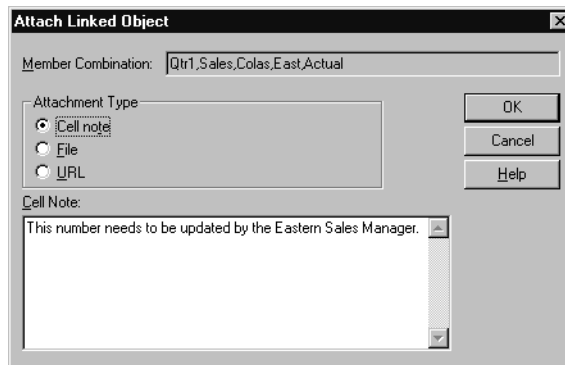 Attach Linked Object
Member Combination: Qtr1,Sales,Colas,East,Actual
Attachment Type
Cell note
File
URL
OK
Cancel
Help
Cell Note:
This number needs to be updated by the Eastern Sales Manager.